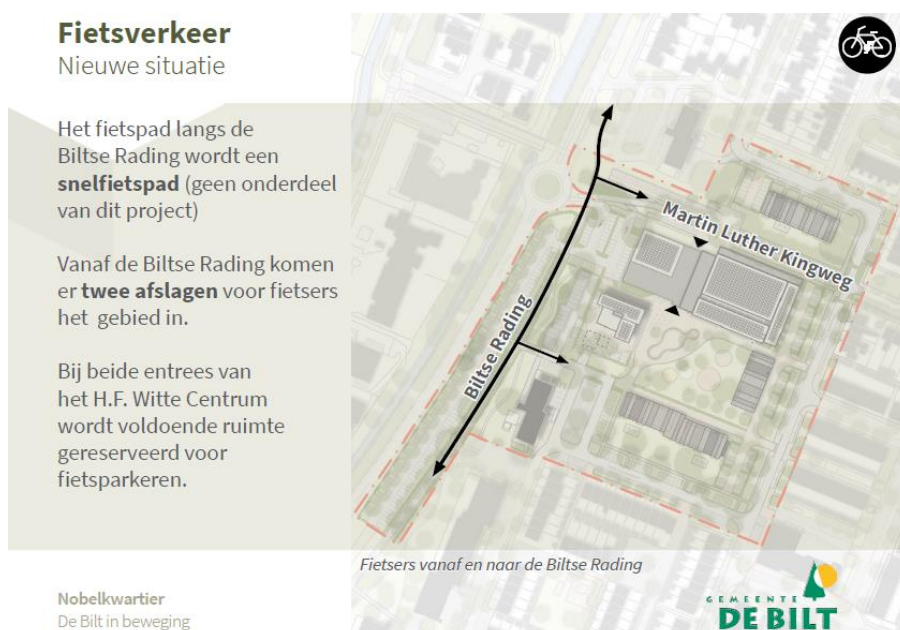 Fietsverkeer
Nieuwe situatie
Het fietspad langs de
Biltse Rading wordt een
snelfietspad (geen onderdeel
van dit project)
Vanaf de Biltse Rading komen
er twee afslagen voor fietsers
het gebied in.
Bij beide entrees van
het H.F. Witte Centrum
wordt voldoende ruimte
gereserveerd voor
fietsparkeren.
Martin Luther Kingweg
Biltse Rading
Fietsers vanaf en naar de Biltse Rading
Nobelkwartier
De Bilt in beweging
GEMEENTE
DE BILT